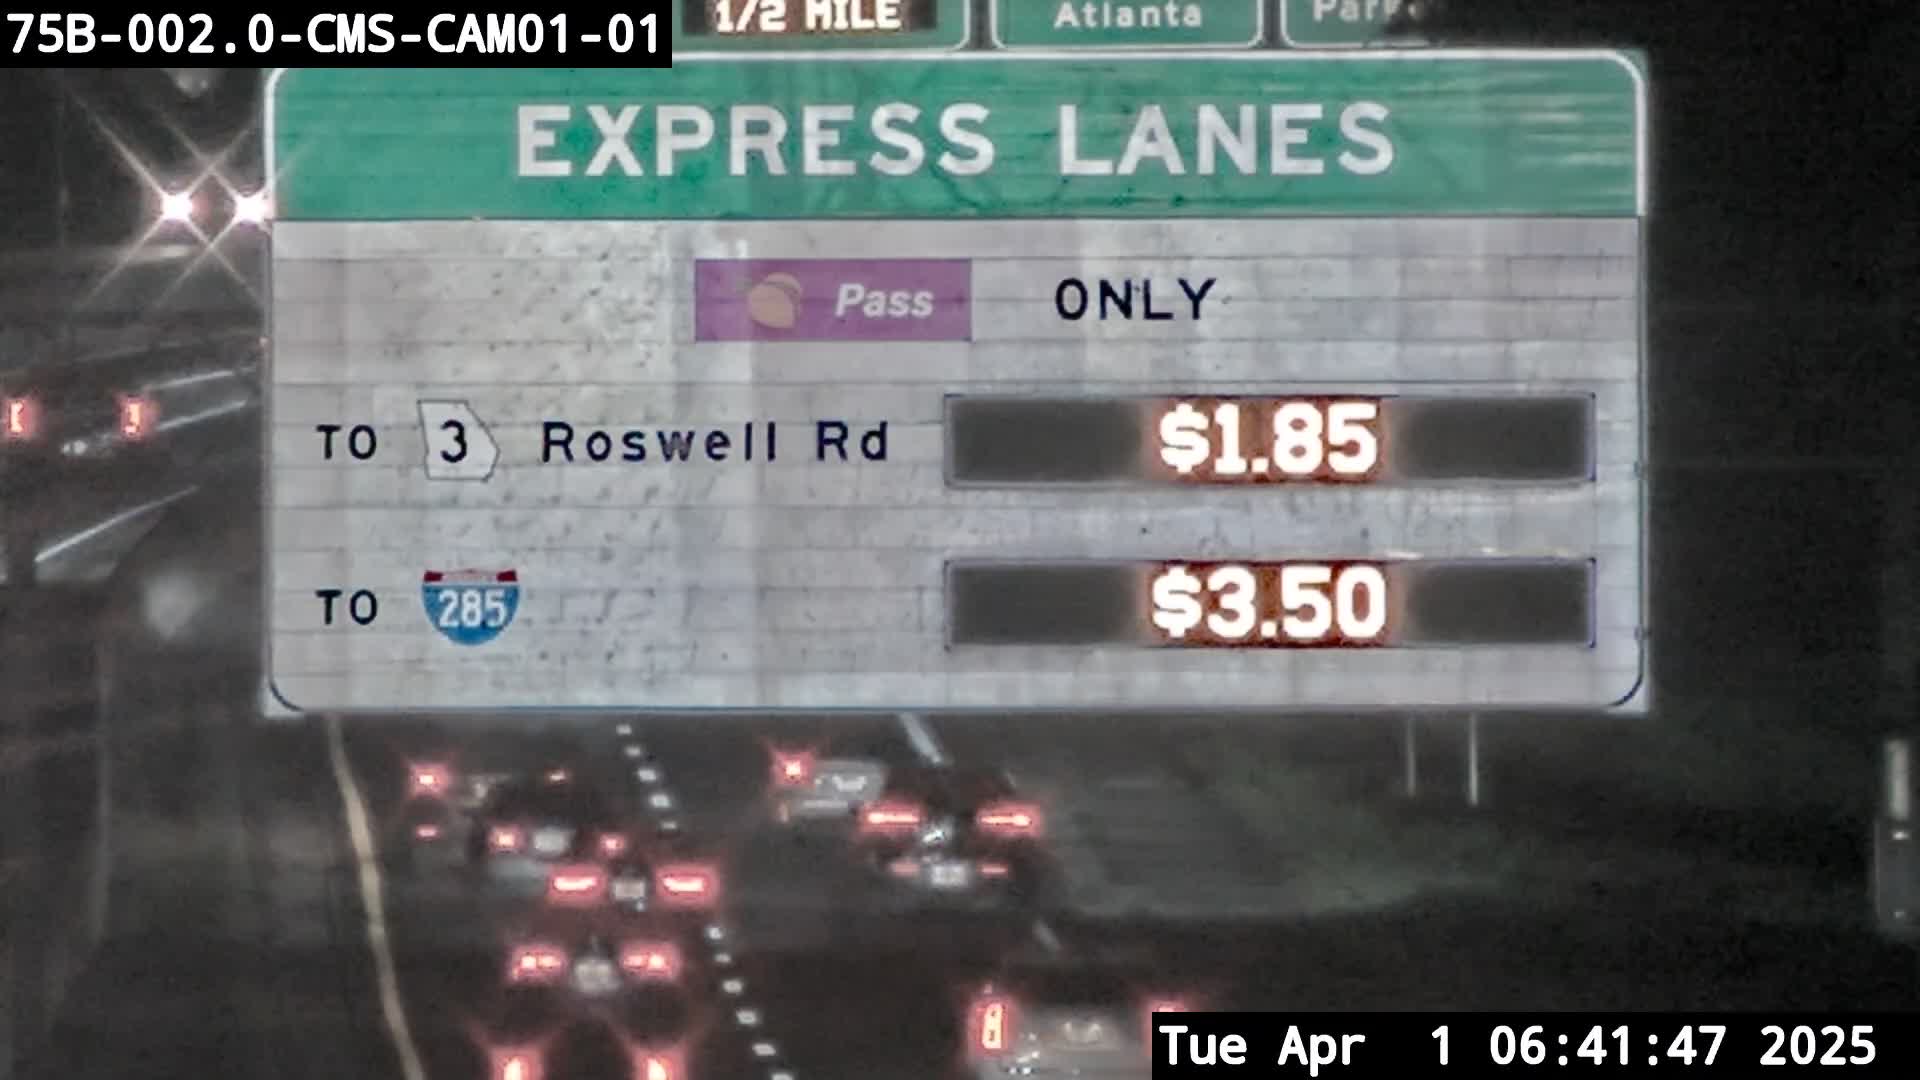 75B-002.0-CMS-CAM01-01
1/2 MILE
Atlanta
EXPRESS LANES
Pass ONLY
TO 3 Roswell Rd $1.85
TO 285 $3.50
Tue Apr 1 06:41:47 2025